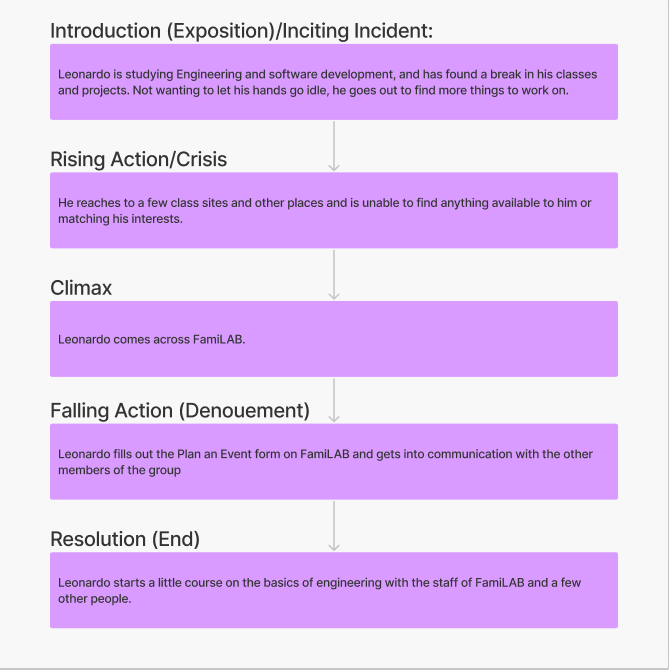 Introduction (Exposition)/Inciting Incident:
Leonardo is studying Engineering and software development, and has found a break in his classes
and projects. Not wanting to let his hands go idle, he goes out to find more things to work on.
Rising Action/Crisis
He reaches to a few class sites and other places and is unable to find anything available to him or
matching his interests.
Climax
Leonardo comes across FamiLAB.
Falling Action (Denouement)
Leonardo fills out the Plan an Event form on FamiLAB and gets into communication with the other
members of the group
Resolution (End)
Leonardo starts a little course on the basics of engineering with the staff of FamiLAB and a few
other people.